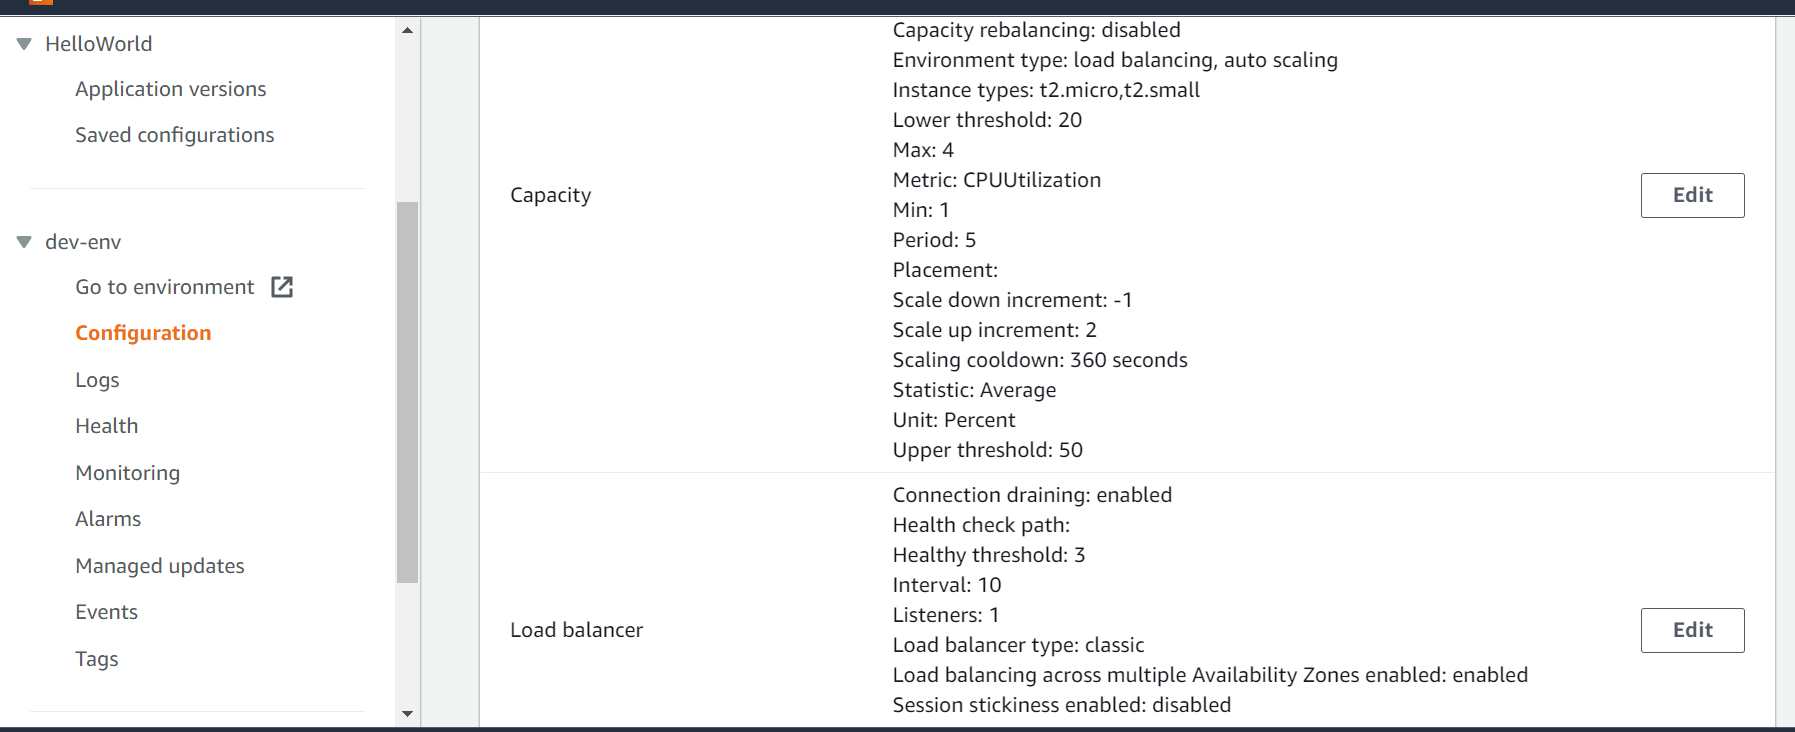 HelloWorld
Application versions
Saved configurations
dev-env
Go to environment
Configuration
Logs
Health
Monitoring
Alarms
Managed updates
Events
Tags
Capacity
Capacity rebalancing: disabled
Environment type: load balancing, auto scaling
Instance types: t2.micro,t2.small
Lower threshold: 20
Max: 4
Metric: CPUUtilization
Min: 1
Period: 5
Placement:
Scale down increment: -1
Scale up increment: 2
Scaling cooldown: 360 seconds
Statistic: Average
Unit: Percent
Upper threshold: 50
Edit
Load balancer
Connection draining: enabled
Health check path:
Healthy threshold: 3
Interval: 10
Listeners: 1
Load balancer type: classic
Load balancing across multiple Availability Zones enabled: enabled
Session stickiness enabled: disabled
Edit